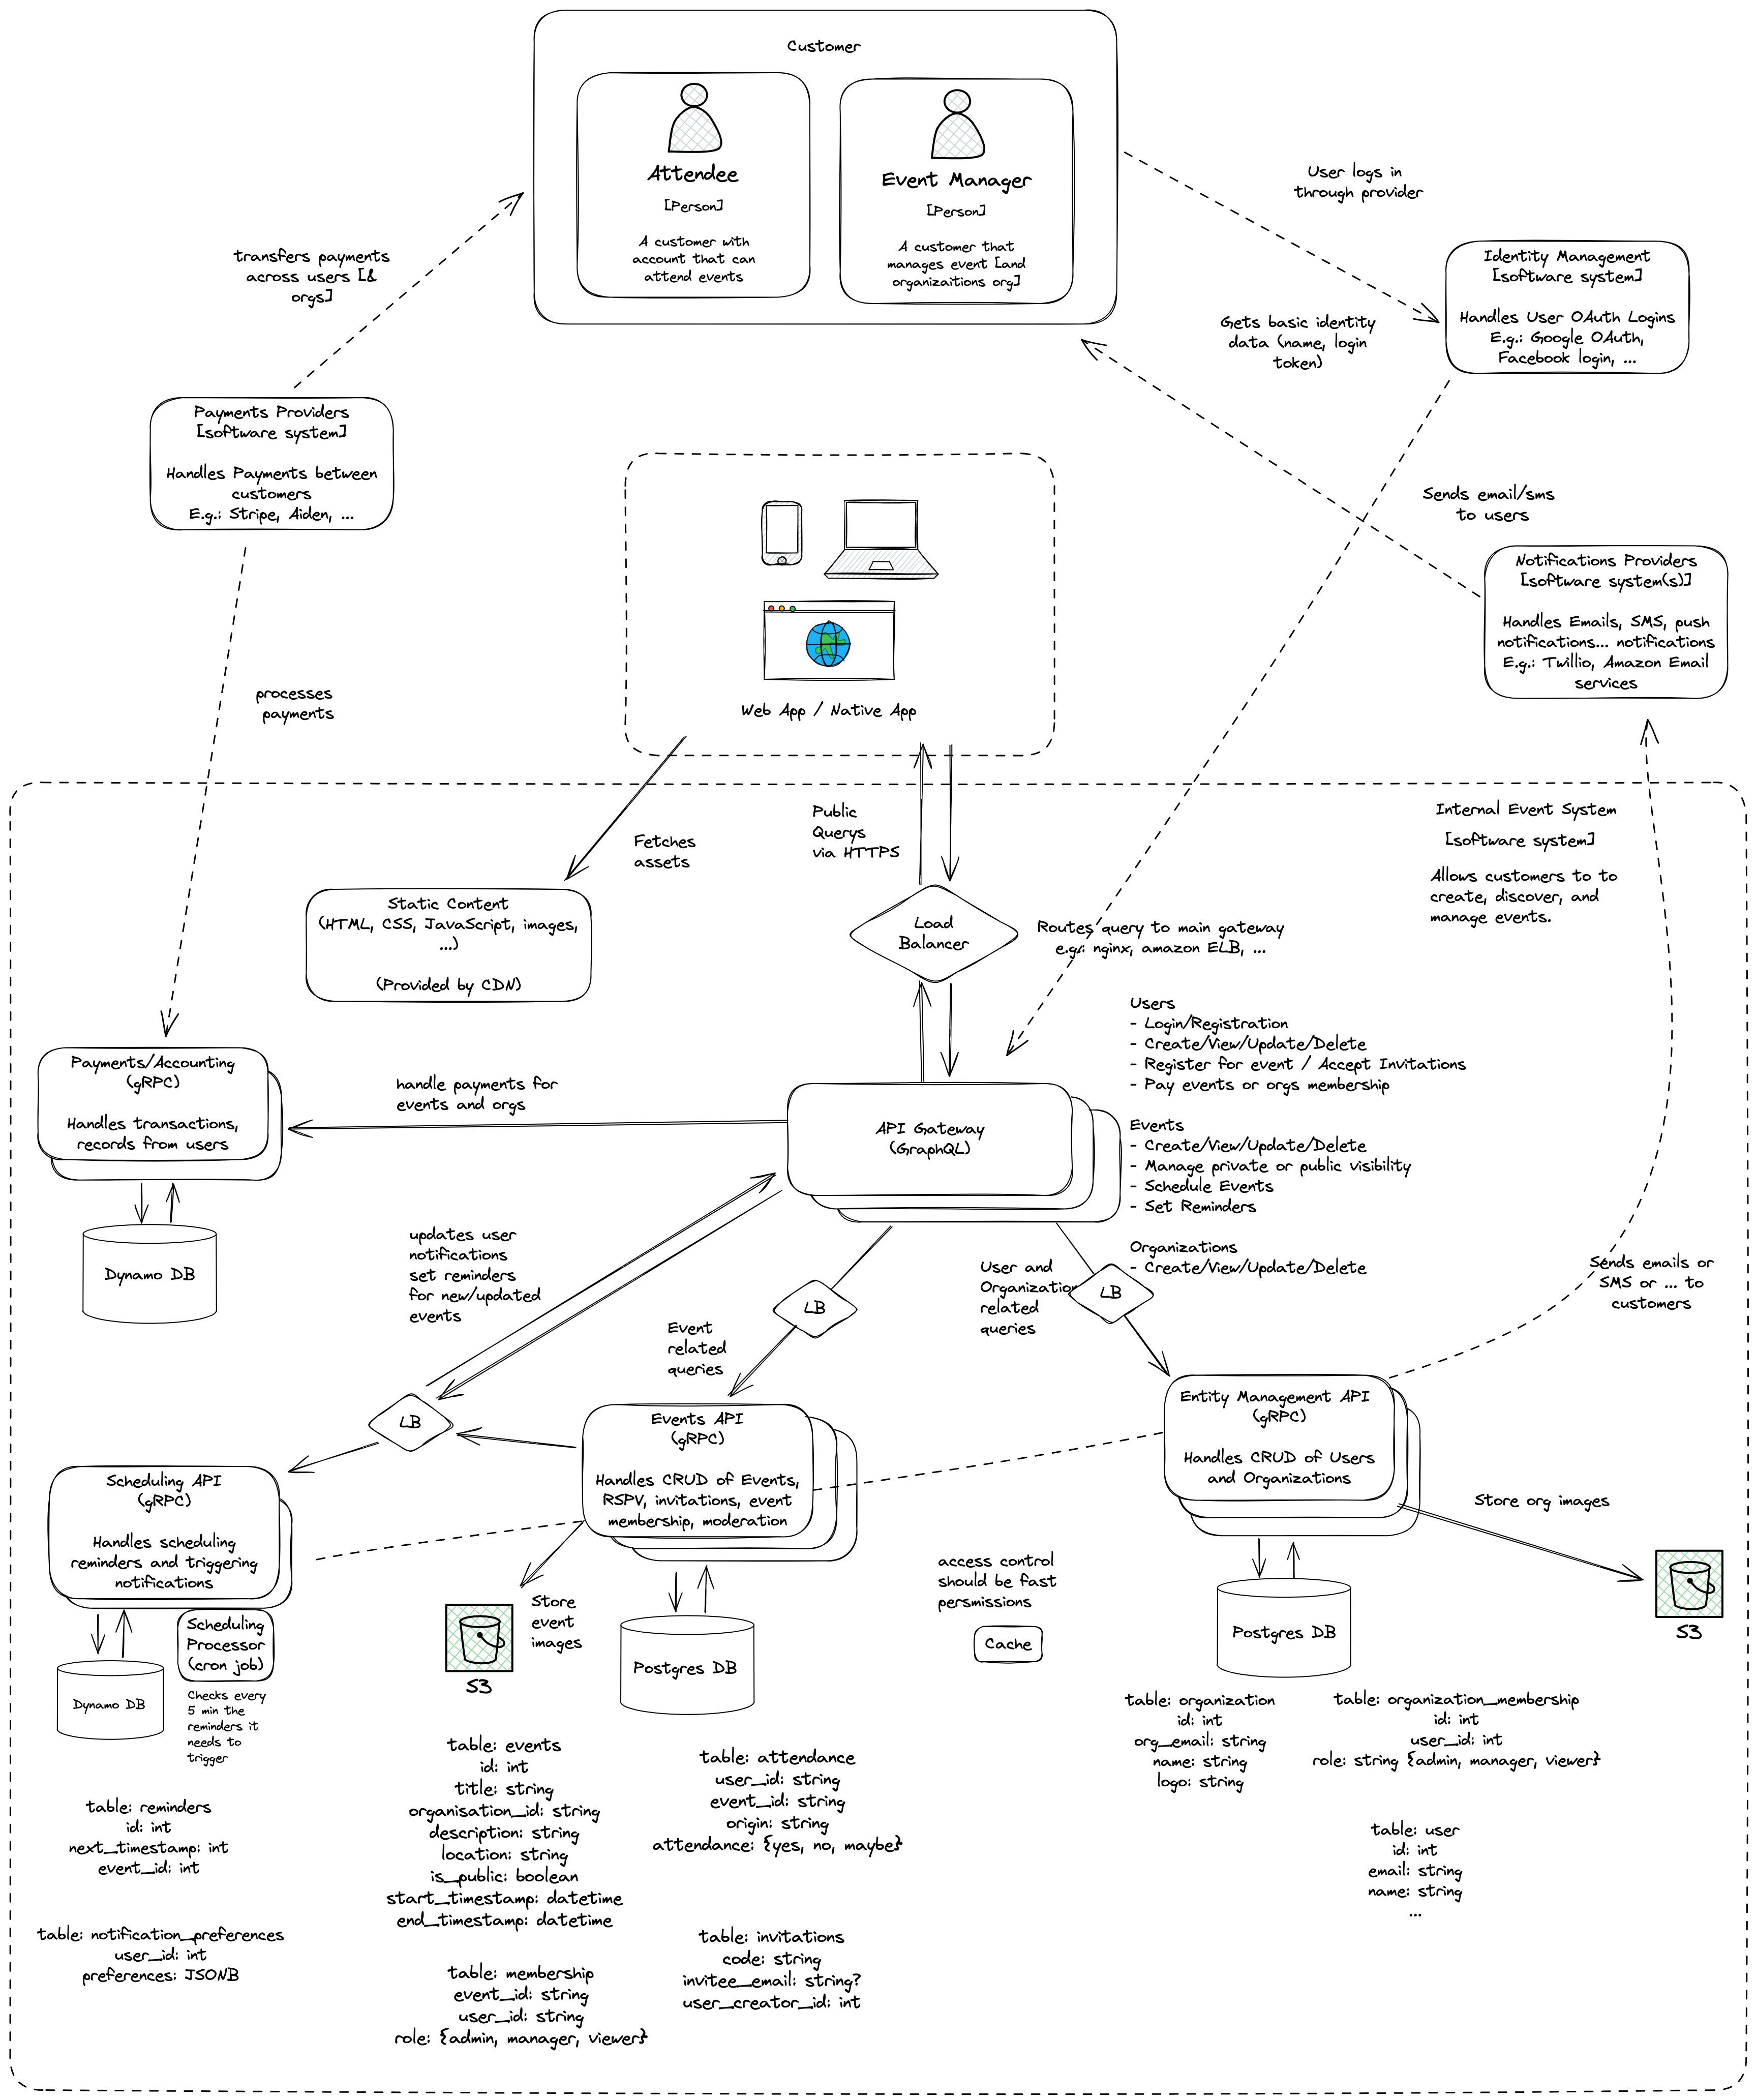 Customer
Attendee
[Person]
A customer with
account that can
attend events
Event Manager
[Person]
A customer that
manages event [and
organizaitions org]
User logs in
through provider
transfers payments
across users [&
orgs]
Identity Management
[software system]
Handles User OAuth Logins
E.g.: Google OAuth,
Facebook login, ...
Gets basic identity
data (name, login
token)
Payments Providers
[software system]
Handles Payments between
customers
E.g.: Stripe, Aiden, ...
Sends email/sms
to users
Notifications Providers
[software system(s)]
Handles Emails, SMS, push
notifications... notifications
E.g.: Twillio, Amazon Email
services
processes
payments
Web App / Native App
Internal Event System
[software system]
Allows customers to to
create, discover, and
manage events.
Public
Querys
via HTTPS
Fetches
assets
Static Content
(HTML, CSS, JavaScript, images,
...)
(Provided by CDN)
Load
Balancer
Routes query to main gateway
e.g.: nginx, amazon ELB, ...
Users
- Login/Registration
- Create/View/Update/Delete
- Register for event / Accept Invitations
- Pay events or orgs membership
Events
- Create/View/Update/Delete
- Manage private or public visibility
- Schedule Events
- Set Reminders
Organizations
- Create/View/Update/Delete
Payments/Accounting
(gRPC)
Handles transactions,
records from users
handle payments for
events and orgs
API Gateway
(GraphQL)
Dynamo DB
updates user
notifications
set reminders
for new/updated
events
User and
Organization
related
queries
LB
LB
Event
related
queries
Sends emails or
SMS or ... to
customers
LB
Events API
(gRPC)
Handles CRUD of Events,
RSPV, invitations, event
membership, moderation
Entity Management API
(gRPC)
Handles CRUD of Users
and Organizations
Scheduling API
(gRPC)
Handles scheduling
reminders and triggering
notifications
Store org images
S3
Scheduling
Processor
(cron job)
Checks every
5 min the
reminders it
needs to
trigger
Dynamo DB
Store
event
images
S3
Postgres DB
access control
should be fast
persmissions
Cache
Postgres DB
table: organization
id: int
org_email: string
name: string
logo: string
table: organization_membership
id: int
user_id: int
role: string {admin, manager, viewer}
table: user
id: int
email: string
name: string
...
table: reminders
id: int
next_timestamp: int
event_id: int
table: notification_preferences
user_id: int
preferences: JSONB
table: events
id: int
title: string
organisation_id: string
description: string
location: string
is_public: boolean
start_timestamp: datetime
end_timestamp: datetime
table: attendance
user_id: string
event_id: string
origin: string
attendance: {yes, no, maybe}
table: membership
event_id: string
user_id: string
role: {admin, manager, viewer}
table: invitations
code: string
invitee_email: string?
user_creator_id: int